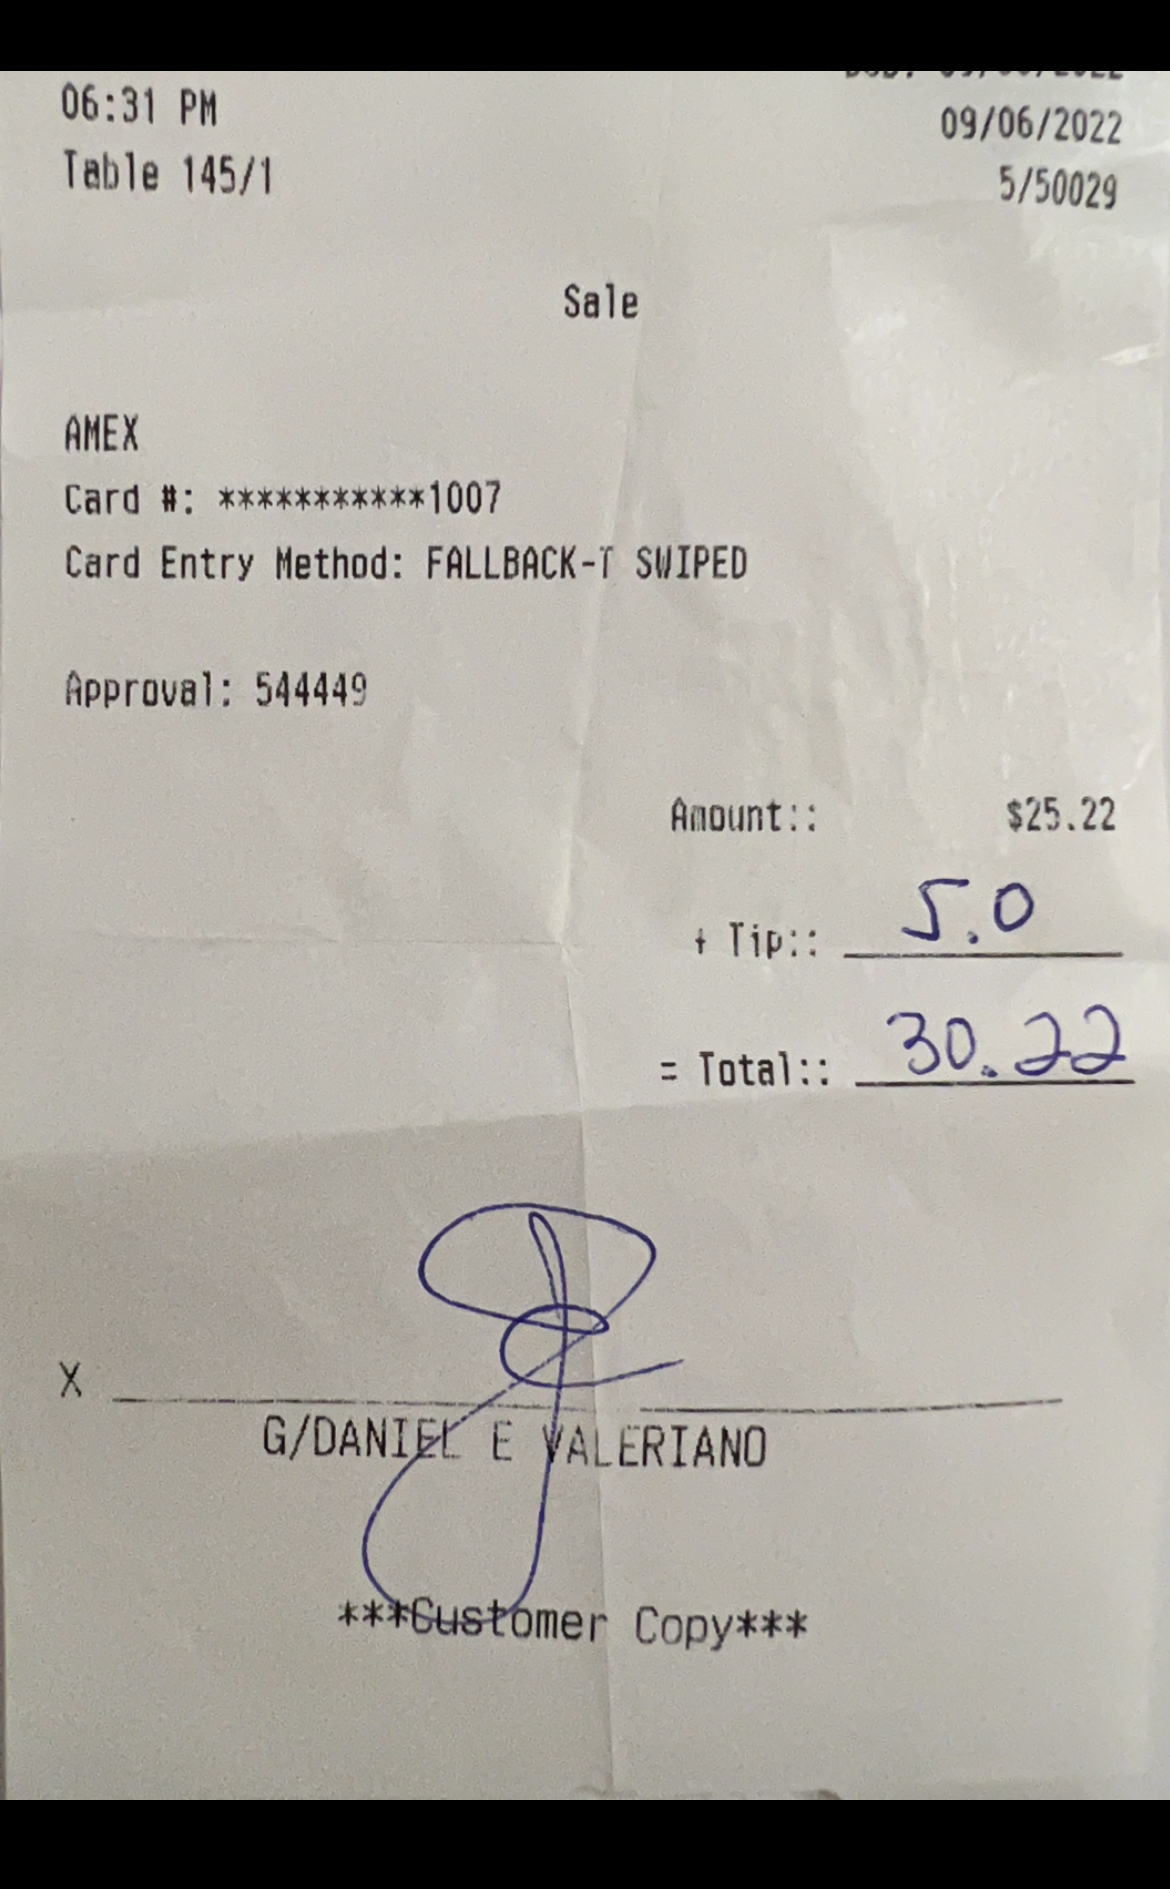 06:31 PM
09/06/2022
Table 145/1
5/50029
Sale
AMEX
Card #: ***********1007
Card Entry Method: FALLBACK-T SWIPED
Approval: 544449
Amount:: $25.22
+ Tip:: 5.0
= Total:: 30.22
X
G/DANIEL E VALERIANO
***Customer Copy***